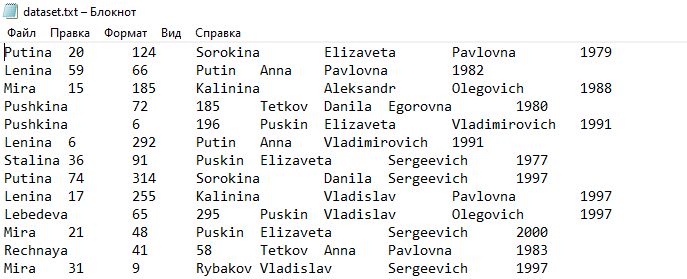 dataset.txt – Блокнот
Файл Правка Формат Вид Справка
Putina 20 124 Sorokina Elizaveta Pavlovna 1979
Lenina 59 66 Putin Anna Pavlovna 1982
Mira 15 185 Kalinina Aleksandr Olegovich 1988
Pushkina 72 185 Tetkov Danila Egorovna 1980
Pushkina 6 196 Puskin Elizaveta Vladimirovich 1991
Lenina 6 292 Putin Anna Vladimirovich 1991
Stalina 36 91 Puskin Elizaveta Sergeevich 1977
Putina 74 314 Sorokina Danila Sergeevich 1997
Lenina 17 255 Kalinina Vladislav Pavlovna 1997
Lebedeva 65 295 Puskin Vladislav Olegovich 1997
Mira 21 48 Puskin Elizaveta Sergeevich 2000
Rechnaya 41 58 Tetkov Anna Pavlovna 1983
Mira 31 9 Rybakov Vladislav Sergeevich 1997